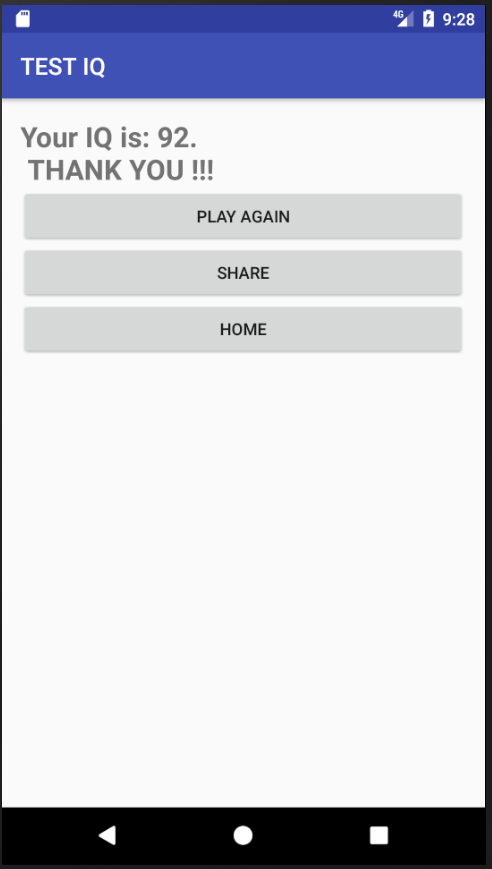 4G 9:28
TEST IQ
Your IQ is: 92.
THANK YOU !!!
PLAY AGAIN
SHARE
HOME